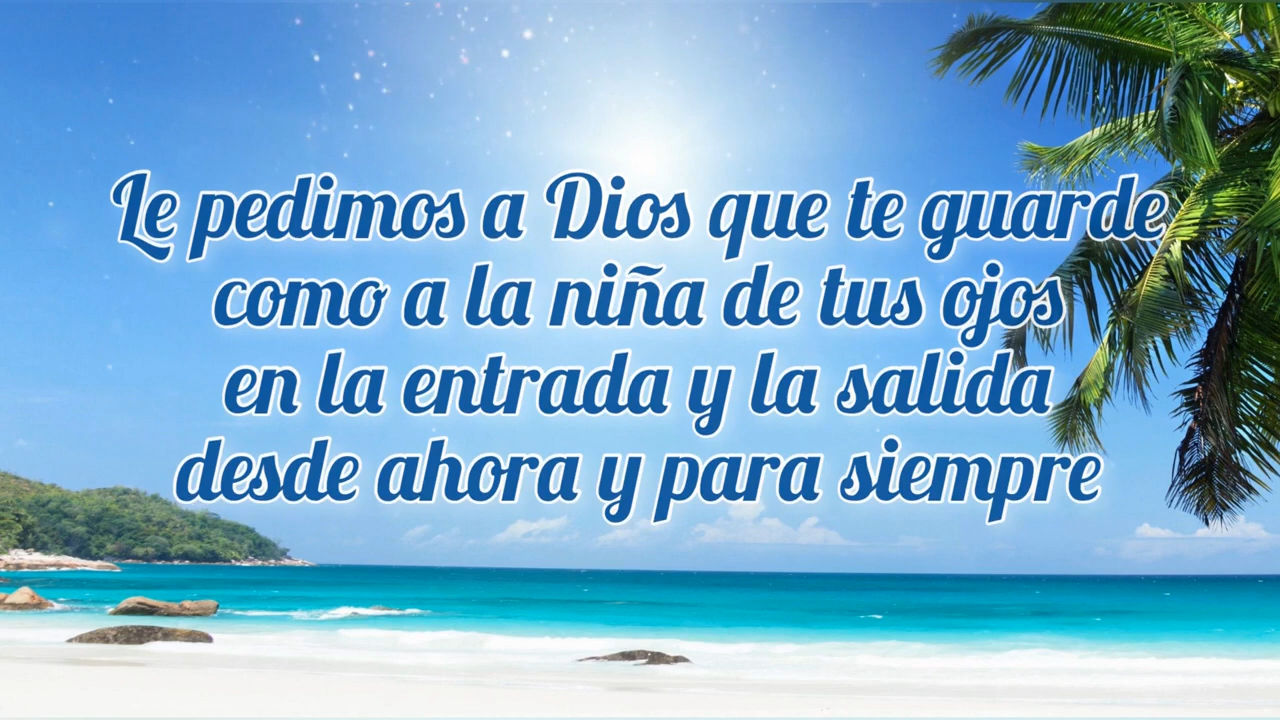 Le pedimos a Dios que te guarde
como a la niña de tus ojos
en la entrada y la salida
desde ahora y para siempre